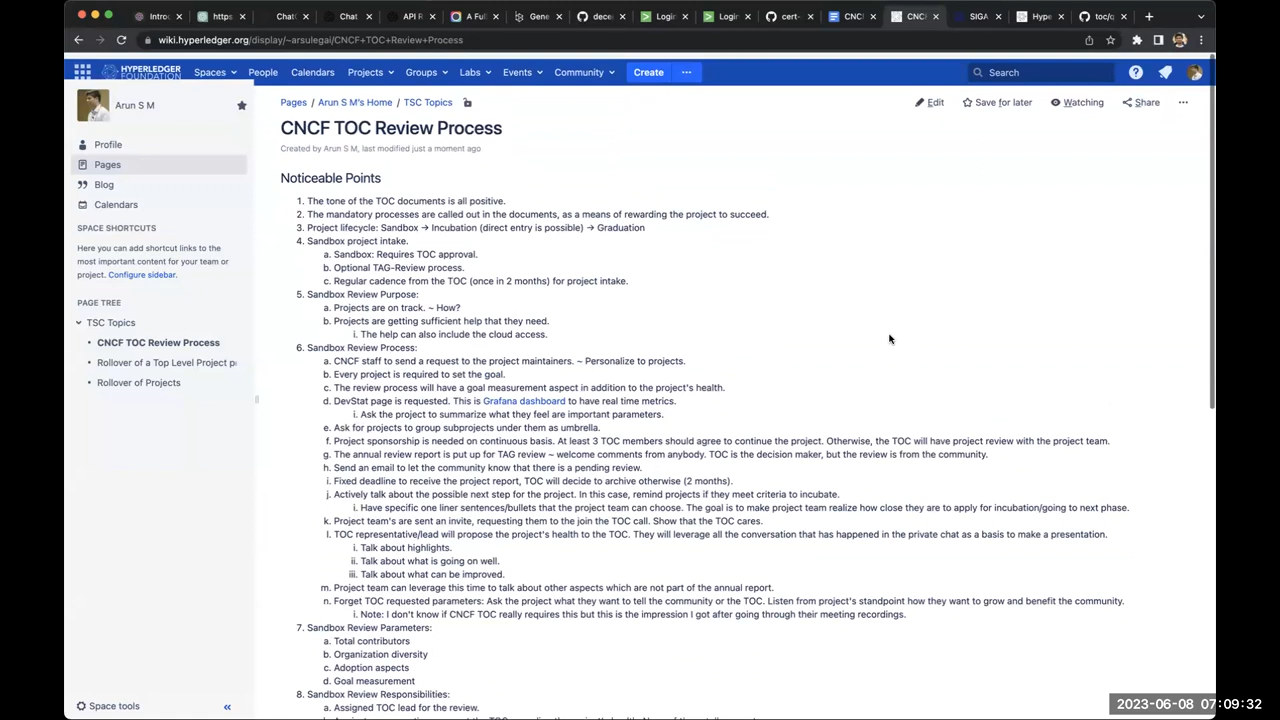 Introc
https
ChatG
Chat
API R
A Full
Gene
dece
Login
Login
cert-
CNCF
CNCF
SIGA
Hype
toc/q
wiki.hyperledger.org/display/~arsulegai/CNCF+TOC+Review+Process
HYPERLEDGER FOUNDATION
Spaces People Calendars Projects Groups Labs Events Community Create Search
Arun S M
Profile
Pages
Blog
Calendars
SPACE SHORTCUTS
Here you can add shortcut links to the
most important content for your team or
project. Configure sidebar.
PAGE TREE
TSC Topics
• CNCF TOC Review Process
• Rollover of a Top Level Project p
• Rollover of Projects
Space tools
Pages / Arun S M's Home / TSC Topics
Edit Save for later Watching Share
CNCF TOC Review Process
Created by Arun S M, last modified just a moment ago
Noticeable Points
1. The tone of the TOC documents is all positive.
2. The mandatory processes are called out in the documents, as a means of rewarding the project to succeed.
3. Project lifecycle: Sandbox → Incubation (direct entry is possible) → Graduation
4. Sandbox project intake.
a. Sandbox: Requires TOC approval.
b. Optional TAG-Review process.
c. Regular cadence from the TOC (once in 2 months) for project intake.
5. Sandbox Review Purpose:
a. Projects are on track. ~ How?
b. Projects are getting sufficient help that they need.
i. The help can also include the cloud access.
6. Sandbox Review Process:
a. CNCF staff to send a request to the project maintainers. ~ Personalize to projects.
b. Every project is required to set the goal.
c. The review process will have a goal measurement aspect in addition to the project's health.
d. DevStat page is requested. This is Grafana dashboard to have real time metrics.
i. Ask the project to summarize what they feel are important parameters.
e. Ask for projects to group subprojects under them as umbrella.
f. Project sponsorship is needed on continuous basis. At least 3 TOC members should agree to continue the project. Otherwise, the TOC will have project review with the project team.
g. The annual review report is put up for TAG review ~ welcome comments from anybody. TOC is the decision maker, but the review is from the community.
h. Send an email to let the community know that there is a pending review.
i. Fixed deadline to receive the project report, TOC will decide to archive otherwise (2 months).
j. Actively talk about the possible next step for the project. In this case, remind projects if they meet criteria to incubate.
i. Have specific one liner sentences/bullets that the project team can choose. The goal is to make project team realize how close they are to apply for incubation/going to next phase.
k. Project team's are sent an invite, requesting them to the join the TOC call. Show that the TOC cares.
l. TOC representative/lead will propose the project's health to the TOC. They will leverage all the conversation that has happened in the private chat as a basis to make a presentation.
i. Talk about highlights.
ii. Talk about what is going on well.
iii. Talk about what can be improved.
m. Project team can leverage this time to talk about other aspects which are not part of the annual report.
n. Forget TOC requested parameters: Ask the project what they want to tell the community or the TOC. Listen from project's standpoint how they want to grow and benefit the community.
i. Note: I don't know if CNCF TOC really requires this but this is the impression I got after going through their meeting recordings.
7. Sandbox Review Parameters:
a. Total contributors
b. Organization diversity
c. Adoption aspects
d. Goal measurement
8. Sandbox Review Responsibilities:
a. Assigned TOC lead for the review.
2023-06-08 07:09:32